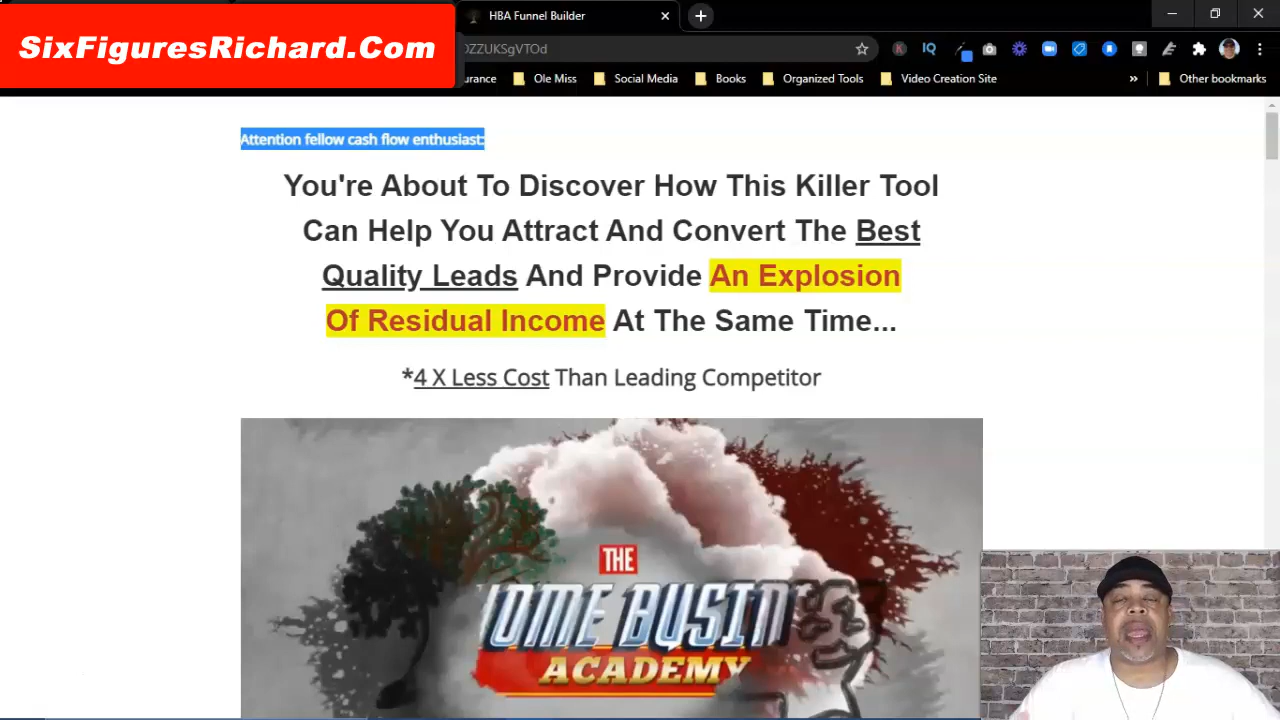 SixFiguresRichard.Com
HBA Funnel Builder
ZZUKSgVTOd
IQ
urance
Ole Miss
Social Media
Books
Organized Tools
Video Creation Site
»
Other bookmarks
Attention fellow cash flow enthusiast:
You're About To Discover How This Killer Tool
Can Help You Attract And Convert The Best
Quality Leads And Provide An Explosion
Of Residual Income At The Same Time...
*4 X Less Cost Than Leading Competitor
THE
HOME BUSIN
ACADEMY